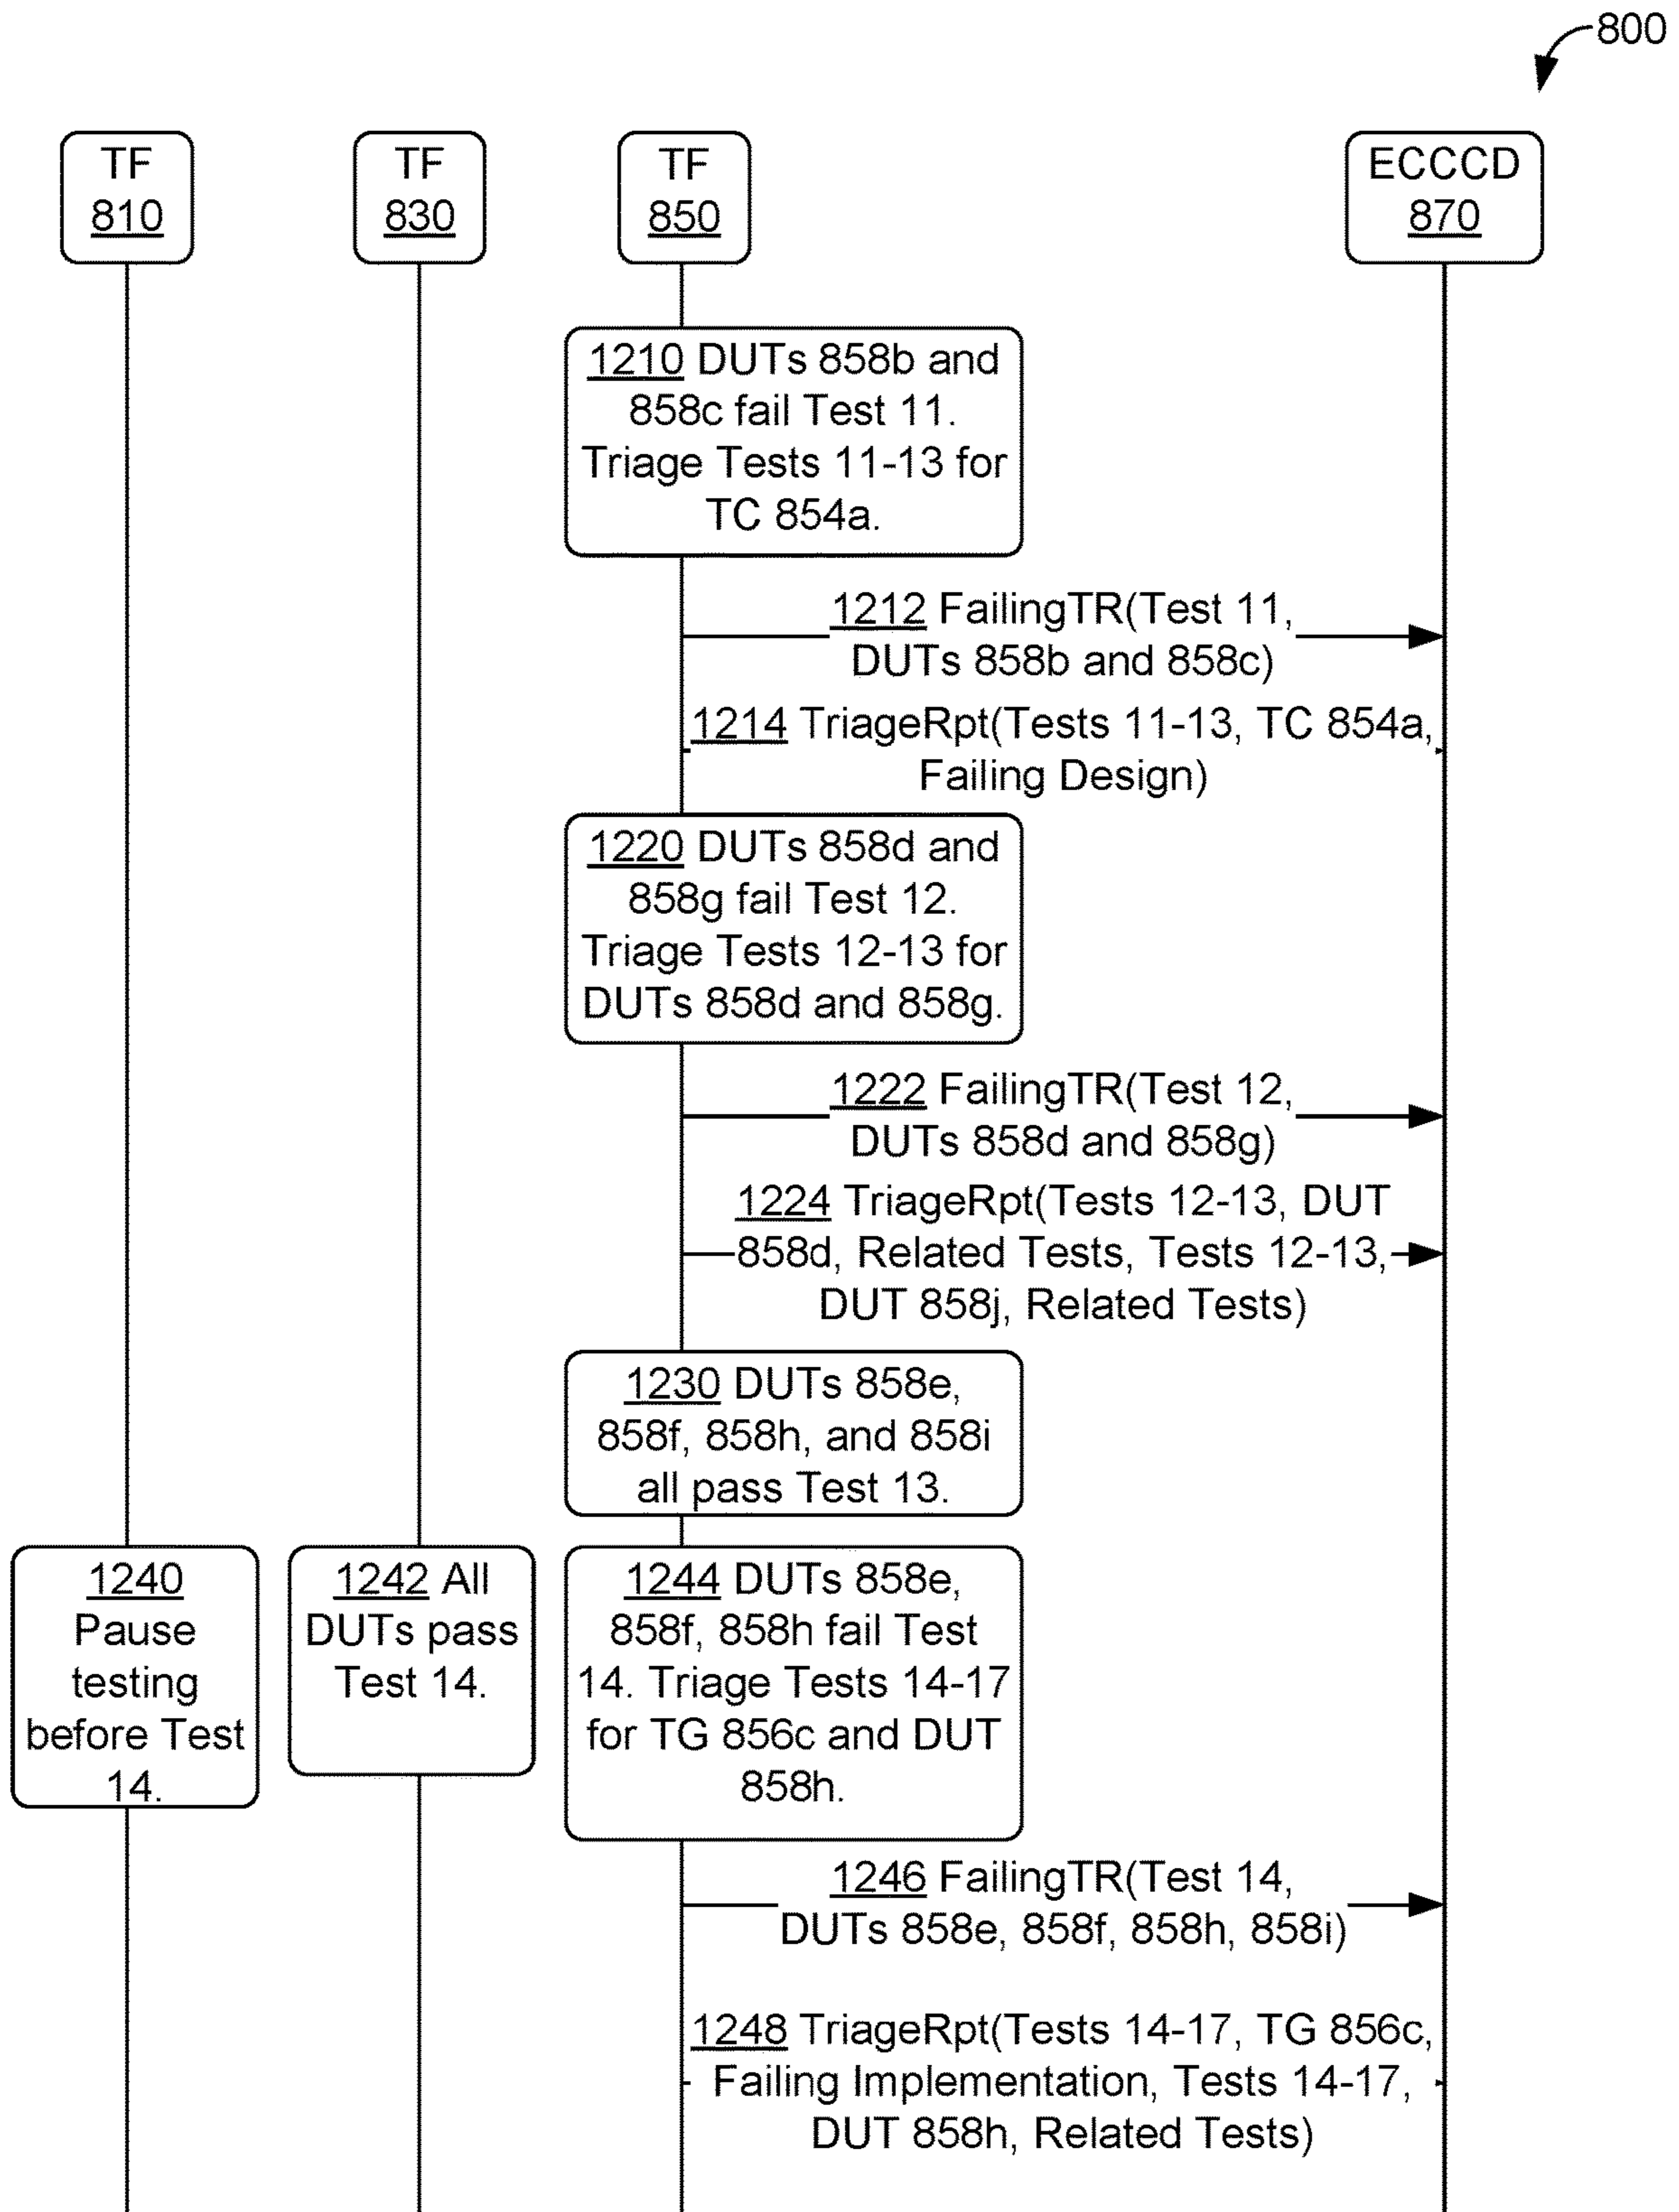 800
TF
810
TF
830
TF
850
ECCCD
870
1210 DUTs 858b and
858c fail Test 11.
Triage Tests 11-13 for
TC 854a.
1212 FailingTR(Test 11,
DUTs 858b and 858c)
1214 TriageRpt(Tests 11-13, TC 854a,
Failing Design)
1220 DUTs 858d and
858g fail Test 12.
Triage Tests 12-13 for
DUTs 858d and 858g.
1222 FailingTR(Test 12,
DUTs 858d and 858g)
1224 TriageRpt(Tests 12-13, DUT
858d, Related Tests, Tests 12-13,
DUT 858j, Related Tests)
1230 DUTs 858e,
858f, 858h, and 858i
all pass Test 13.
1240
Pause
testing
before Test
14.
1242 All
DUTs pass
Test 14.
1244 DUTs 858e,
858f, 858h fail Test
14. Triage Tests 14-17
for TG 856c and DUT
858h.
1246 FailingTR(Test 14,
DUTs 858e, 858f, 858h, 858i)
1248 TriageRpt(Tests 14-17, TG 856c,
Failing Implementation, Tests 14-17,
DUT 858h, Related Tests)